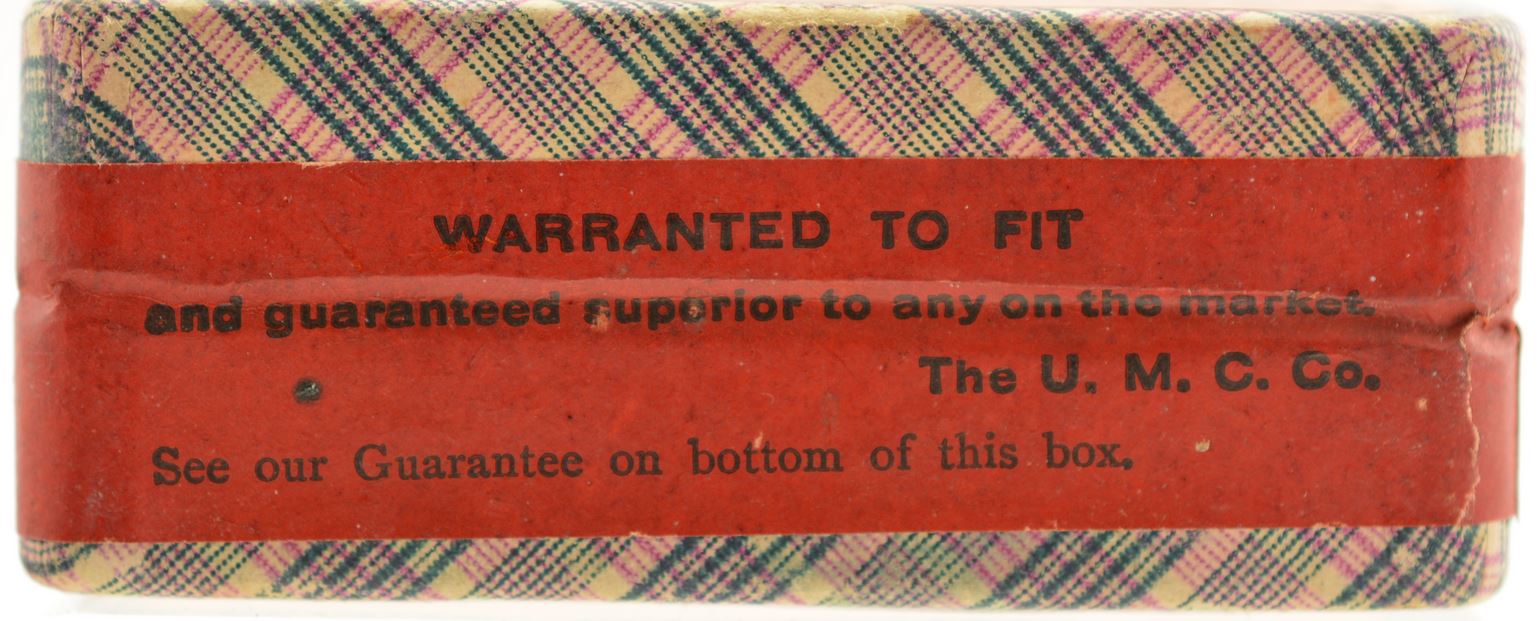 WARRANTED TO FIT
and guaranteed superior to any on the market.
The U. M. C. Co.
See our Guarantee on bottom of this box.